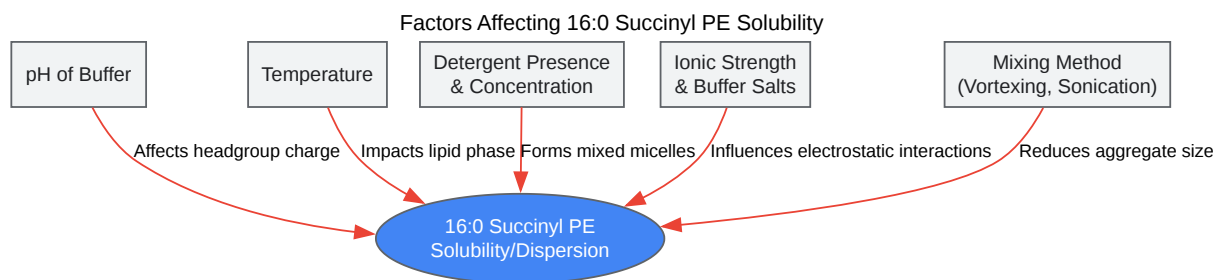 Factors Affecting 16:0 Succinyl PE Solubility
pH of Buffer
Temperature
Detergent Presence
& Concentration
Ionic Strength
& Buffer Salts
Mixing Method
(Vortexing, Sonication)
Affects headgroup charge
Impacts lipid phase
Forms mixed micelles
Influences electrostatic interactions
Reduces aggregate size
16:0 Succinyl PE
Solubility/Dispersion